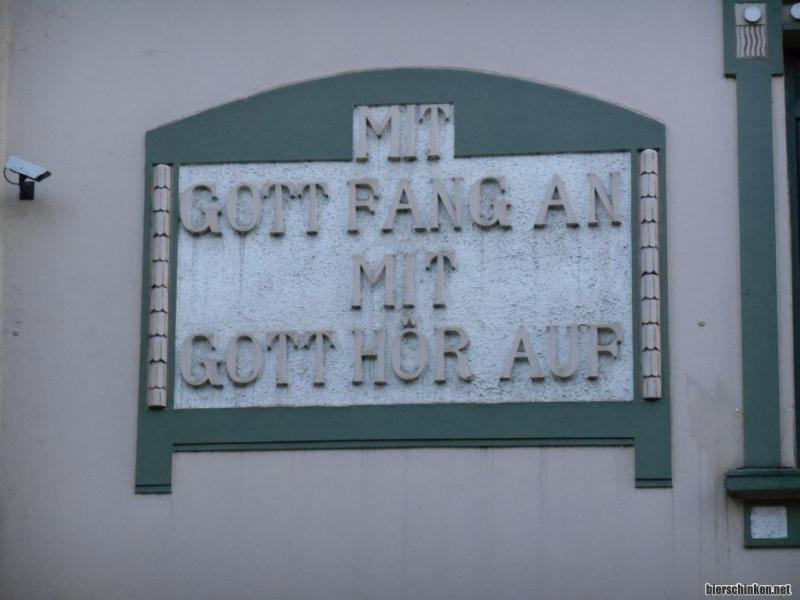 MIT
GOTT FANG AN
MIT
GOTT HÖR AUF
bierschinken.net